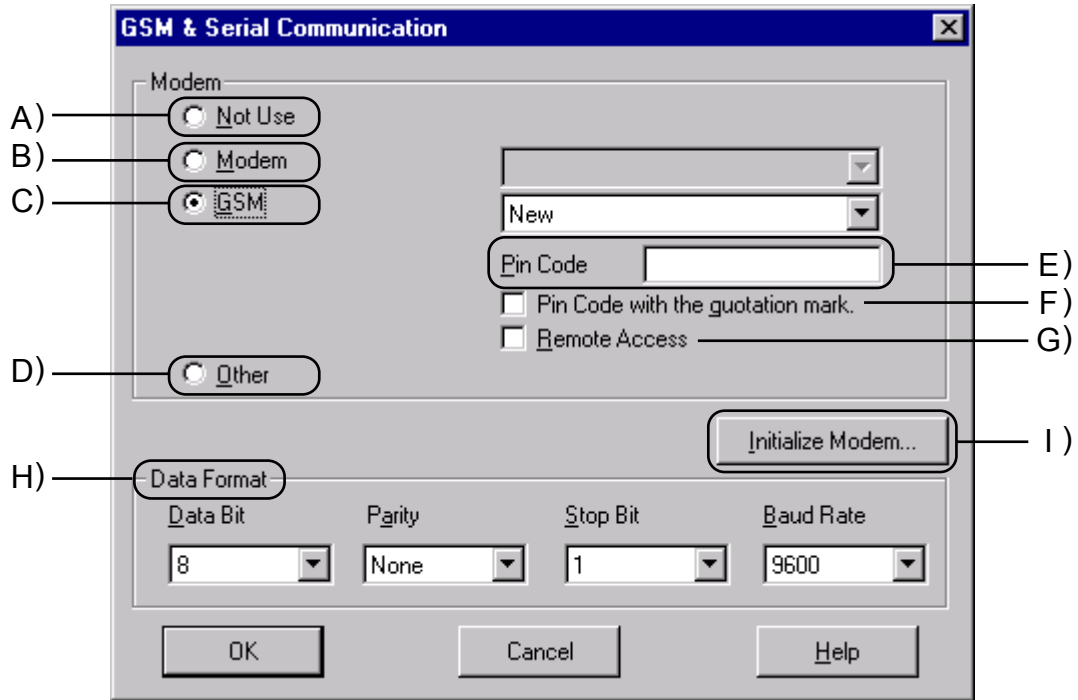 GSM & Serial Communication
Modem
A) Not Use
B) Modem
C) GSM
New
Pin Code E)
Pin Code with the guotation mark. F)
Remote Access G)
D) Other
Initialize Modem... I)
H) Data Format
Data Bit Parity Stop Bit Baud Rate
8 None 1 9600
OK Cancel Help